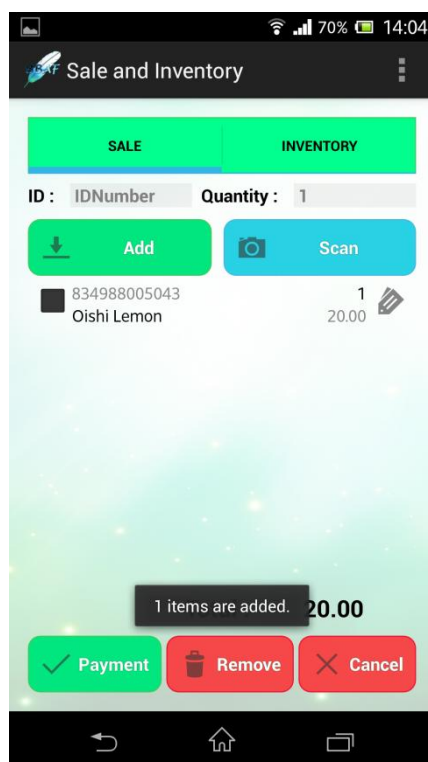 70% 14:04
Sale and Inventory
SALE INVENTORY
ID : IDNumber Quantity : 1
Add Scan
834988005043 1
Oishi Lemon 20.00
1 items are added. 20.00
Payment Remove Cancel